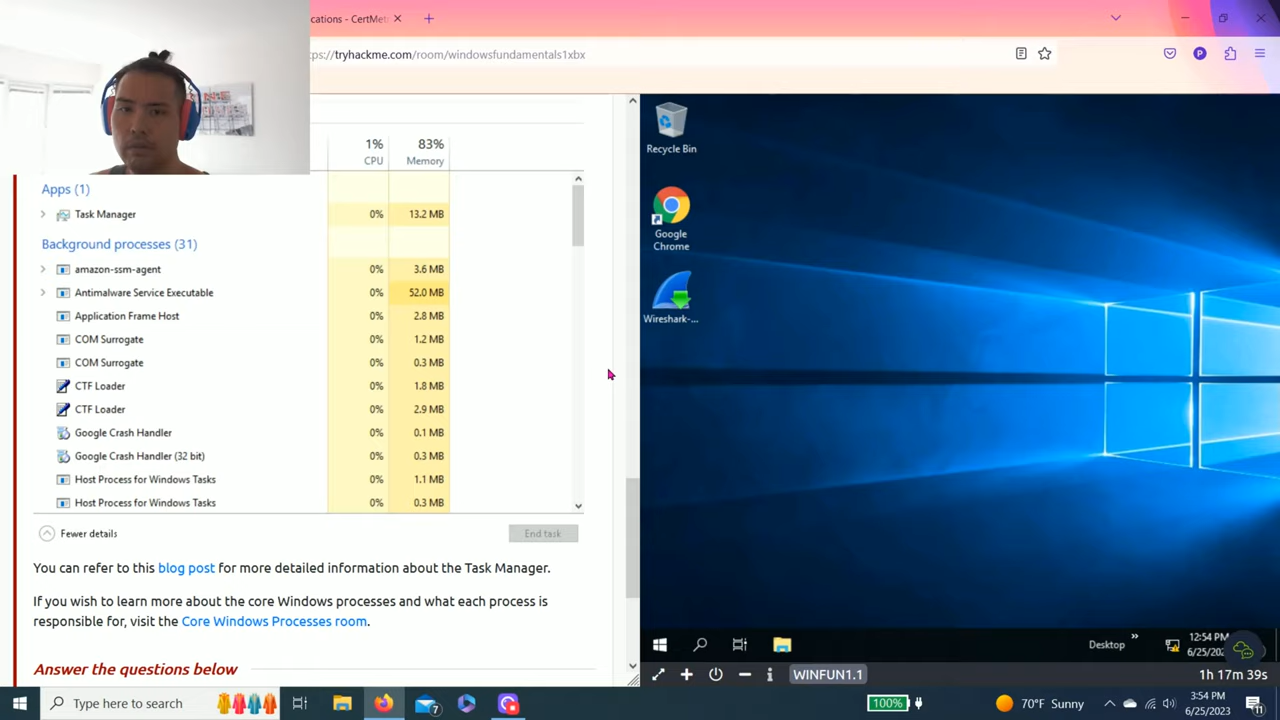 cations - CertMet
ps://tryhackme.com/room/windowsfundamentals1xbx
P
1% 83%
CPU Memory
Apps (1)
Task Manager 0% 13.2 MB
Background processes (31)
amazon-ssm-agent 0% 3.6 MB
Antimalware Service Executable 0% 52.0 MB
Application Frame Host 0% 2.8 MB
COM Surrogate 0% 1.2 MB
COM Surrogate 0% 0.3 MB
CTF Loader 0% 1.8 MB
CTF Loader 0% 2.9 MB
Google Crash Handler 0% 0.1 MB
Google Crash Handler (32 bit) 0% 0.3 MB
Host Process for Windows Tasks 0% 1.1 MB
Host Process for Windows Tasks 0% 0.3 MB
Fewer details End task
You can refer to this blog post for more detailed information about the Task Manager.
If you wish to learn more about the core Windows processes and what each process is
responsible for, visit the Core Windows Processes room.
Answer the questions below
Recycle Bin
Google
Chrome
Wireshark-...
Desktop
12:54 PM
6/25/202
WINFUN1.1 1h 17m 39s
Type here to search 7 100% 70°F Sunny 3:54 PM
6/25/2023 11